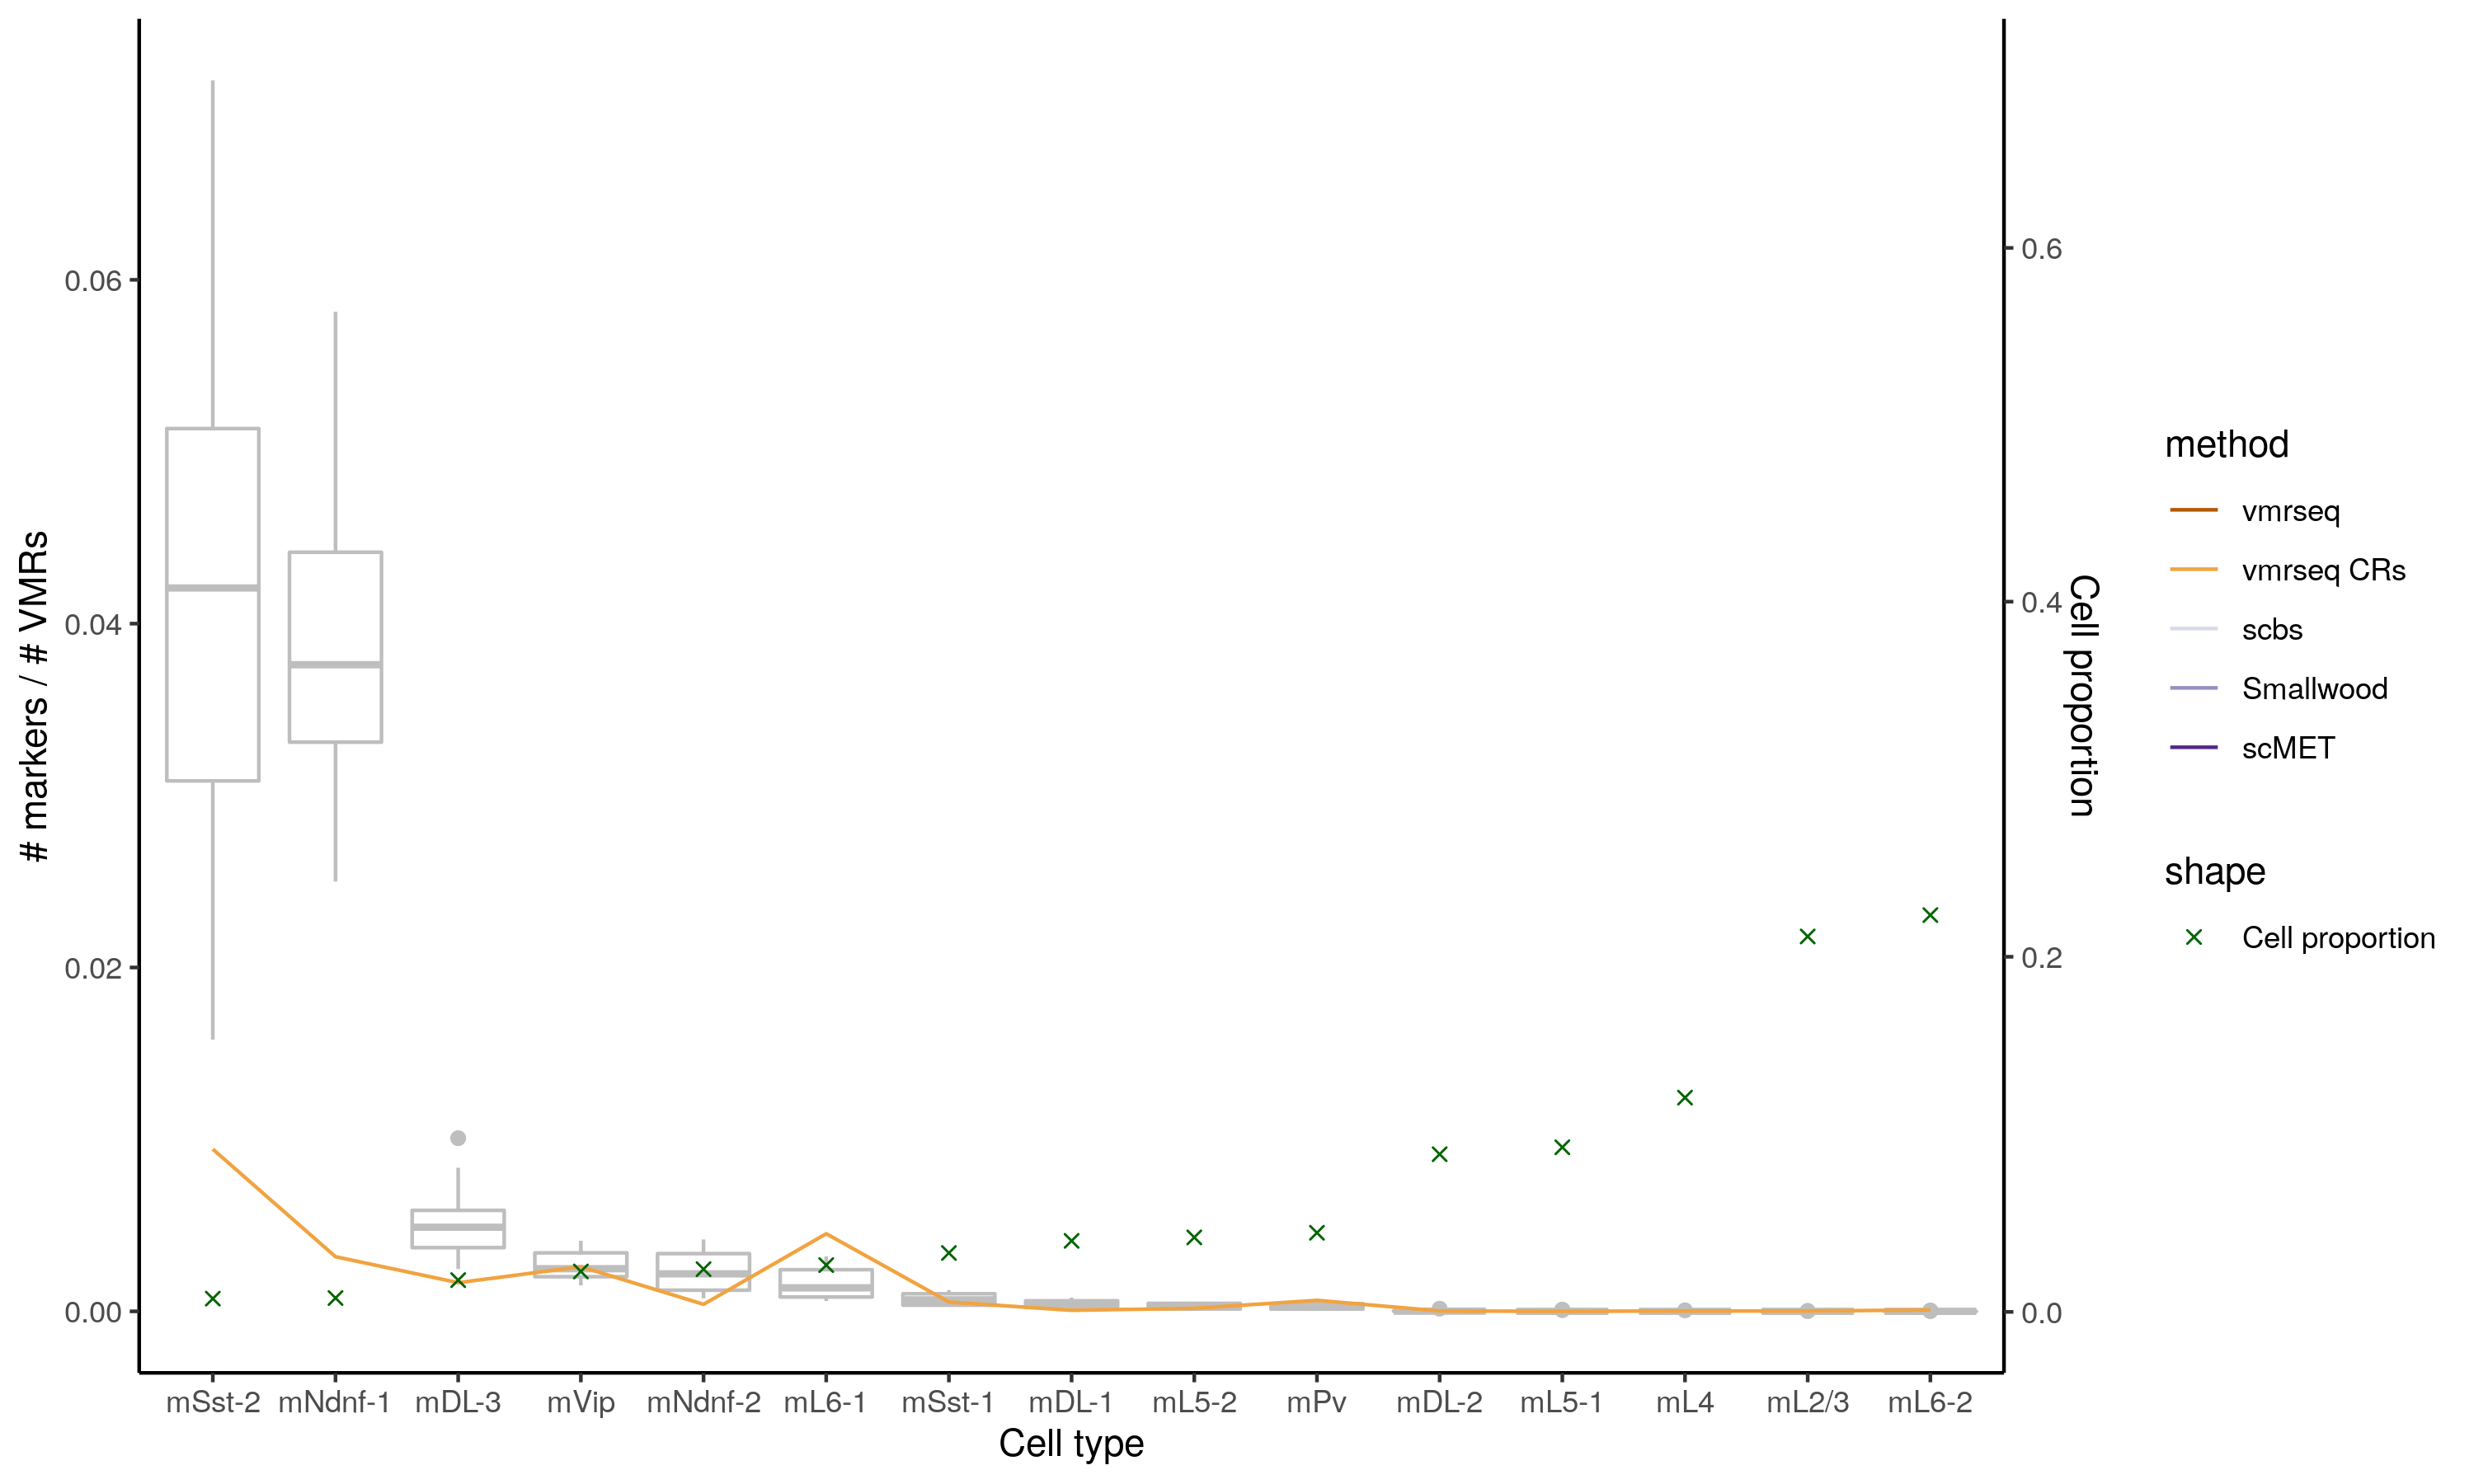 # markers / # VMRs
0.06
0.04
0.02
0.00
0.6
0.4
0.2
0.0
Cell proportion
mSst-2 mNdnf-1 mDL-3 mVip mNdnf-2 mL6-1 mSst-1 mDL-1 mL5-2 mPv mDL-2 mL5-1 mL4 mL2/3 mL6-2
Cell type
method
vmrseq
vmrseq CRs
scbs
Smallwood
scMET
shape
Cell proportion